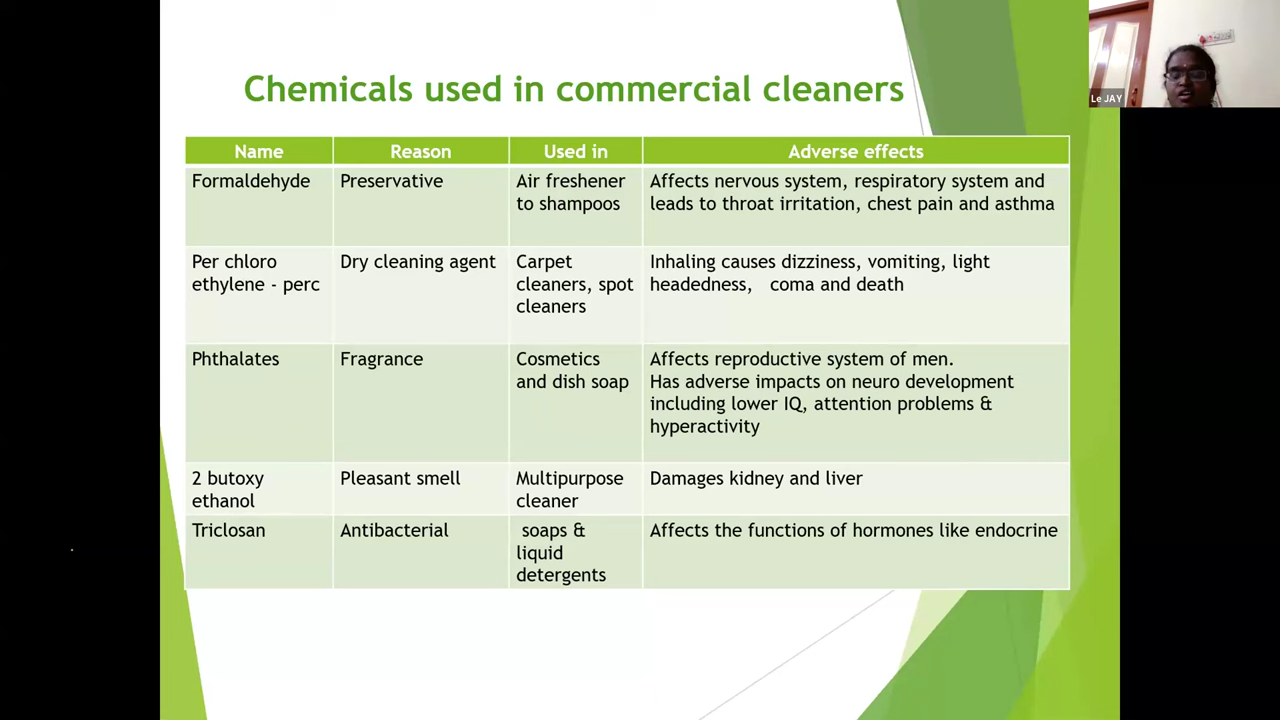 Chemicals used in commercial cleaners
Le JAY
Name Reason Used in Adverse effects
Formaldehyde Preservative Air freshener Affects nervous system, respiratory system and
to shampoos leads to throat irritation, chest pain and asthma
Per chloro Dry cleaning agent Carpet Inhaling causes dizziness, vomiting, light
ethylene - perc cleaners, spot headedness, coma and death
cleaners
Phthalates Fragrance Cosmetics Affects reproductive system of men.
and dish soap Has adverse impacts on neuro development
including lower IQ, attention problems &
hyperactivity
2 butoxy Pleasant smell Multipurpose Damages kidney and liver
ethanol cleaner
Triclosan Antibacterial soaps & Affects the functions of hormones like endocrine
liquid
detergents